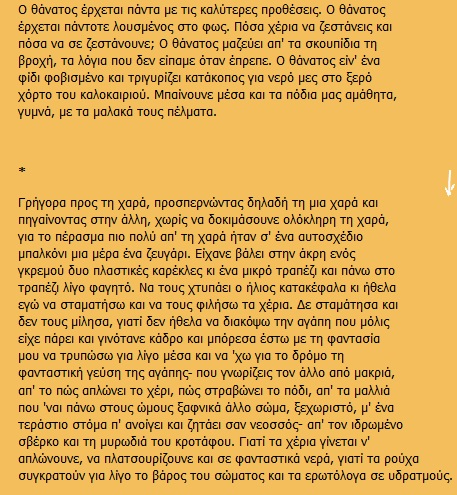 Ο θάνατος έρχεται πάντα με τις καλύτερες προθέσεις. Ο θάνατος
έρχεται πάντοτε λουσμένος στο φως. Πόσα χέρια να ζεστάνεις και
πόσα να σε ζεστάνουνε; Ο θάνατος μαζεύει απ' τα σκουπίδια τη
βροχή, τα λόγια που δεν είπαμε όταν έπρεπε. Ο θάνατος είν' ένα
φίδι φοβισμένο και τριγυρίζει κατάκοπος για νερό μες στο ξερό
χόρτο του καλοκαιριού. Μπαίνουνε μέσα και τα πόδια μας αμάθητα,
γυμνά, με τα μαλακά τους πέλματα.
*
Γρήγορα προς τη χαρά, προσπερνώντας δηλαδή τη μια χαρά και
πηγαίνοντας στην άλλη, χωρίς να δοκιμάσουνε ολόκληρη τη χαρά,
για το πέρασμα πιο πολύ απ' τη χαρά ήταν σ' ένα αυτοσχέδιο
μπαλκόνι μια μέρα ένα ζευγάρι. Είχανε βάλει στην άκρη ενός
γκρεμού δυο πλαστικές καρέκλες κι ένα μικρό τραπέζι και πάνω στο
τραπέζι λίγο φαγητό. Να τους χτυπάει ο ήλιος κατακέφαλα κι ήθελα
εγώ να σταματήσω και να τους φιλήσω τα χέρια. Δε σταμάτησα και
δεν τους μίλησα, γιατί δεν ήθελα να διακόψω την αγάπη που μόλις
είχε πάρει και γινότανε κάδρο και μπόρεσα έστω με τη φαντασία
μου να τρυπώσω για λίγο μέσα και να 'χω για το δρόμο τη
φανταστική γεύση της αγάπης- που γνωρίζεις τον άλλο από μακριά,
απ' το πώς απλώνει το χέρι, πώς στραβώνει το πόδι, απ' τα μαλλιά
που 'ναι πάνω στους ώμους ξαφνικά άλλο σώμα, ξεχωριστό, μ' ένα
τεράστιο στόμα π' ανοίγει και ζητάει σαν νεοσσός- απ' τον ιδρωμένο
σβέρκο και τη μυρωδιά του κροτάφου. Γιατί τα χέρια γίνεται ν'
απλώνουνε, να πλατσουρίζουνε και σε φανταστικά νερά, γιατί τα ρούχα
συγκρατούν για λίγο το βάρος του σώματος και τα ερωτόλογα σε υδρατμούς.